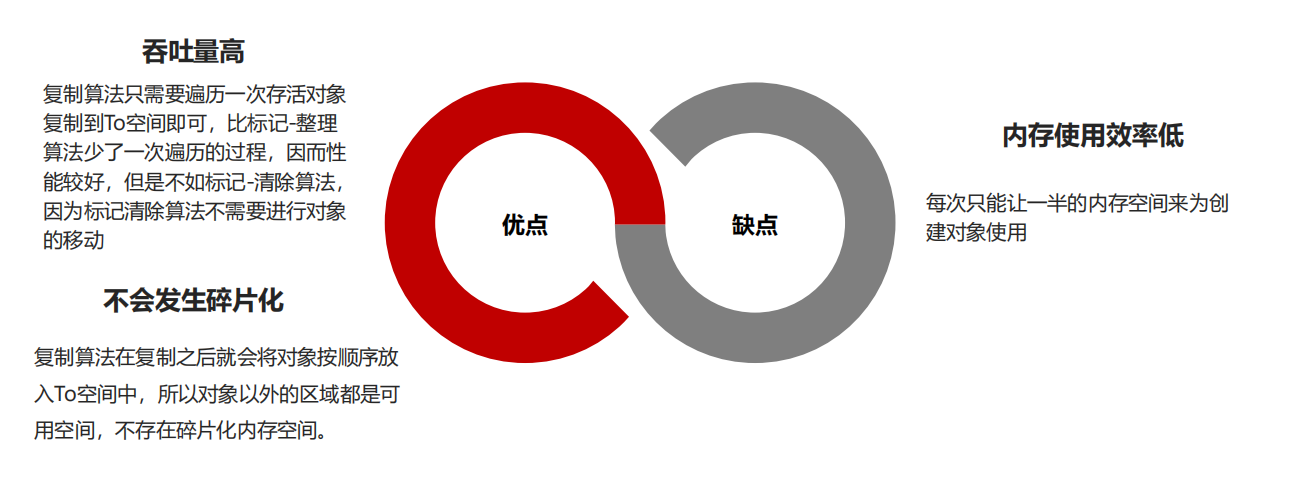 吞吐量高
复制算法只需要遍历一次存活对象
复制到To空间即可，比标记-整理
算法少了一次遍历的过程，因而性
能较好，但是不如标记-清除算法，
因为标记清除算法不需要进行对象
的移动
不会发生碎片化
复制算法在复制之后就会将对象按顺序放
入To空间中，所以对象以外的区域都是可
用空间，不存在碎片化内存空间。
优点
缺点
内存使用效率低
每次只能让一半的内存空间来为创
建对象使用